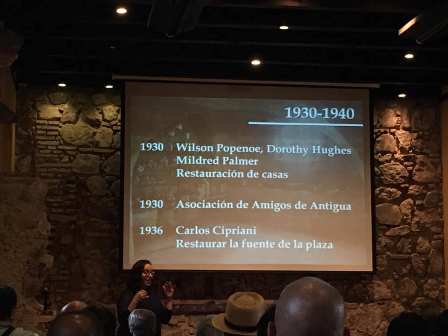 1930-1940
1930 Wilson Popenoe, Dorothy Hughes
Mildred Palmer
Restauración de casas
1930 Asociación de Amigos de Antigua
1936 Carlos Cipriani
Restaurar la fuente de la plaza